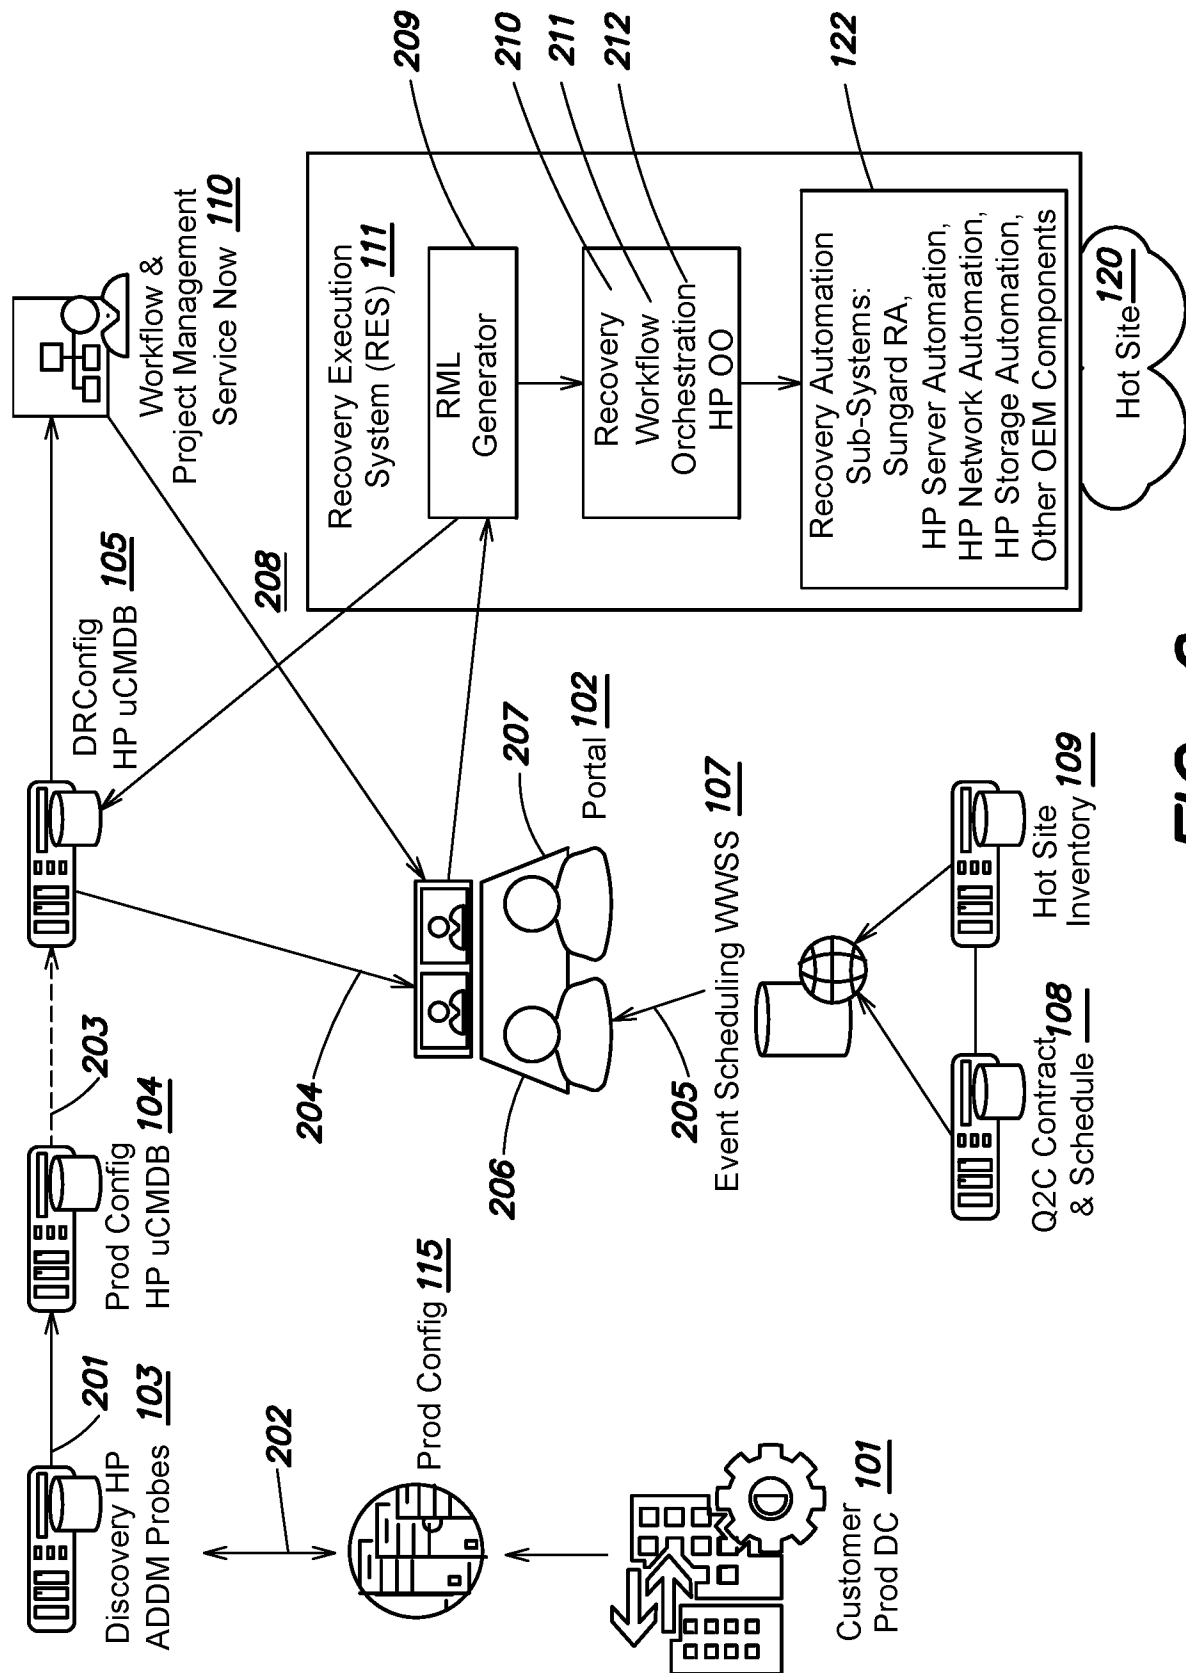 Discovery HP
ADDM Probes 103
201
202
Prod Config
HP uCMDB 104
203
DRConfig
HP uCMDB 105
Workflow &
Project Management
Service Now 110
204
208
Prod Config 115
Customer
Prod DC 101
206
207
Portal 102
205
Event Scheduling WWSS 107
Q2C Contract
& Schedule 108
Hot Site
Inventory 109
Recovery Execution
System (RES) 111
RML
Generator
209
Recovery
Workflow
Orchestration
HP OO
210
211
212
Recovery Automation
Sub-Systems:
Sungard RA,
HP Server Automation,
HP Network Automation,
HP Storage Automation,
Other OEM Components
122
Hot Site 120